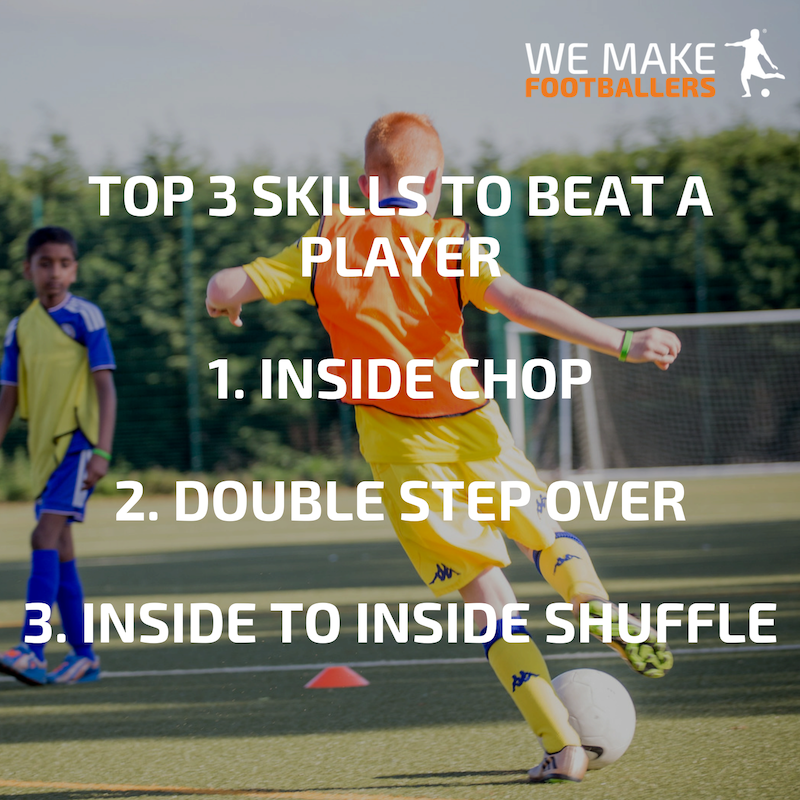 WE MAKE
FOOTBALLERS
TOP 3 SKILLS TO BEAT A
PLAYER
1. INSIDE CHOP
2. DOUBLE STEP OVER
3. INSIDE TO INSIDE SHUFFLE